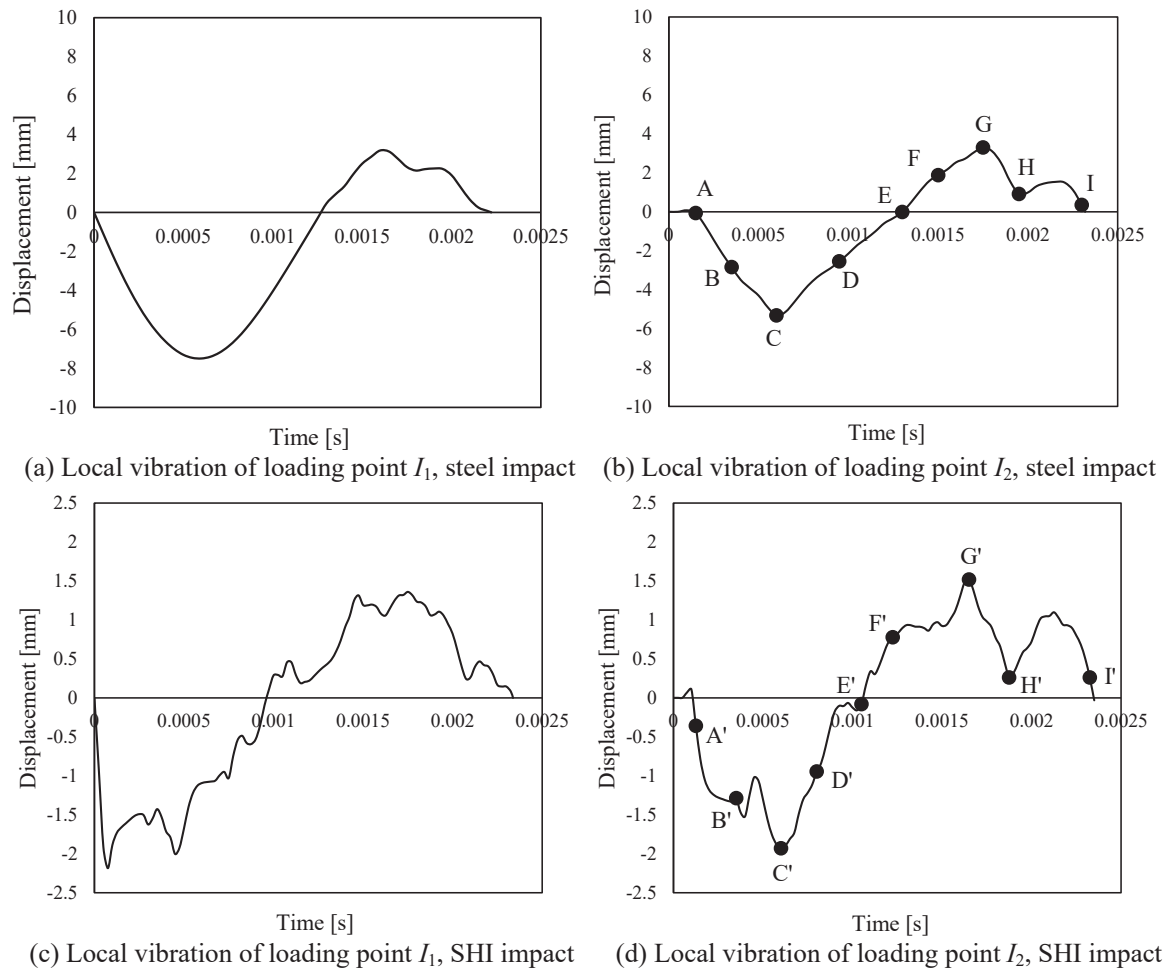 10
8
6
4
2
0
-2
-4
-6
-8
-10
Displacement [mm]
0 0.0005 0.001 0.0015 0.002 0.0025
Time [s]
(a) Local vibration of loading point I₁, steel impact
10
8
6
4
2
0
-2
-4
-6
-8
-10
Displacement [mm]
A
B
C
D
E
F
G
H
I
0 0.0005 0.001 0.0015 0.002 0.0025
Time [s]
(b) Local vibration of loading point I₂, steel impact
2.5
2
1.5
1
0.5
0
-0.5
-1
-1.5
-2
-2.5
Displacement [mm]
0 0.0005 0.001 0.0015 0.002 0.0025
Time [s]
(c) Local vibration of loading point I₁, SHI impact
2.5
2
1.5
1
0.5
0
-0.5
-1
-1.5
-2
-2.5
Displacement [mm]
A'
B'
C'
D'
E'
F'
G'
H'
I'
0 0.0005 0.001 0.0015 0.002 0.0025
Time [s]
(d) Local vibration of loading point I₂, SHI impact